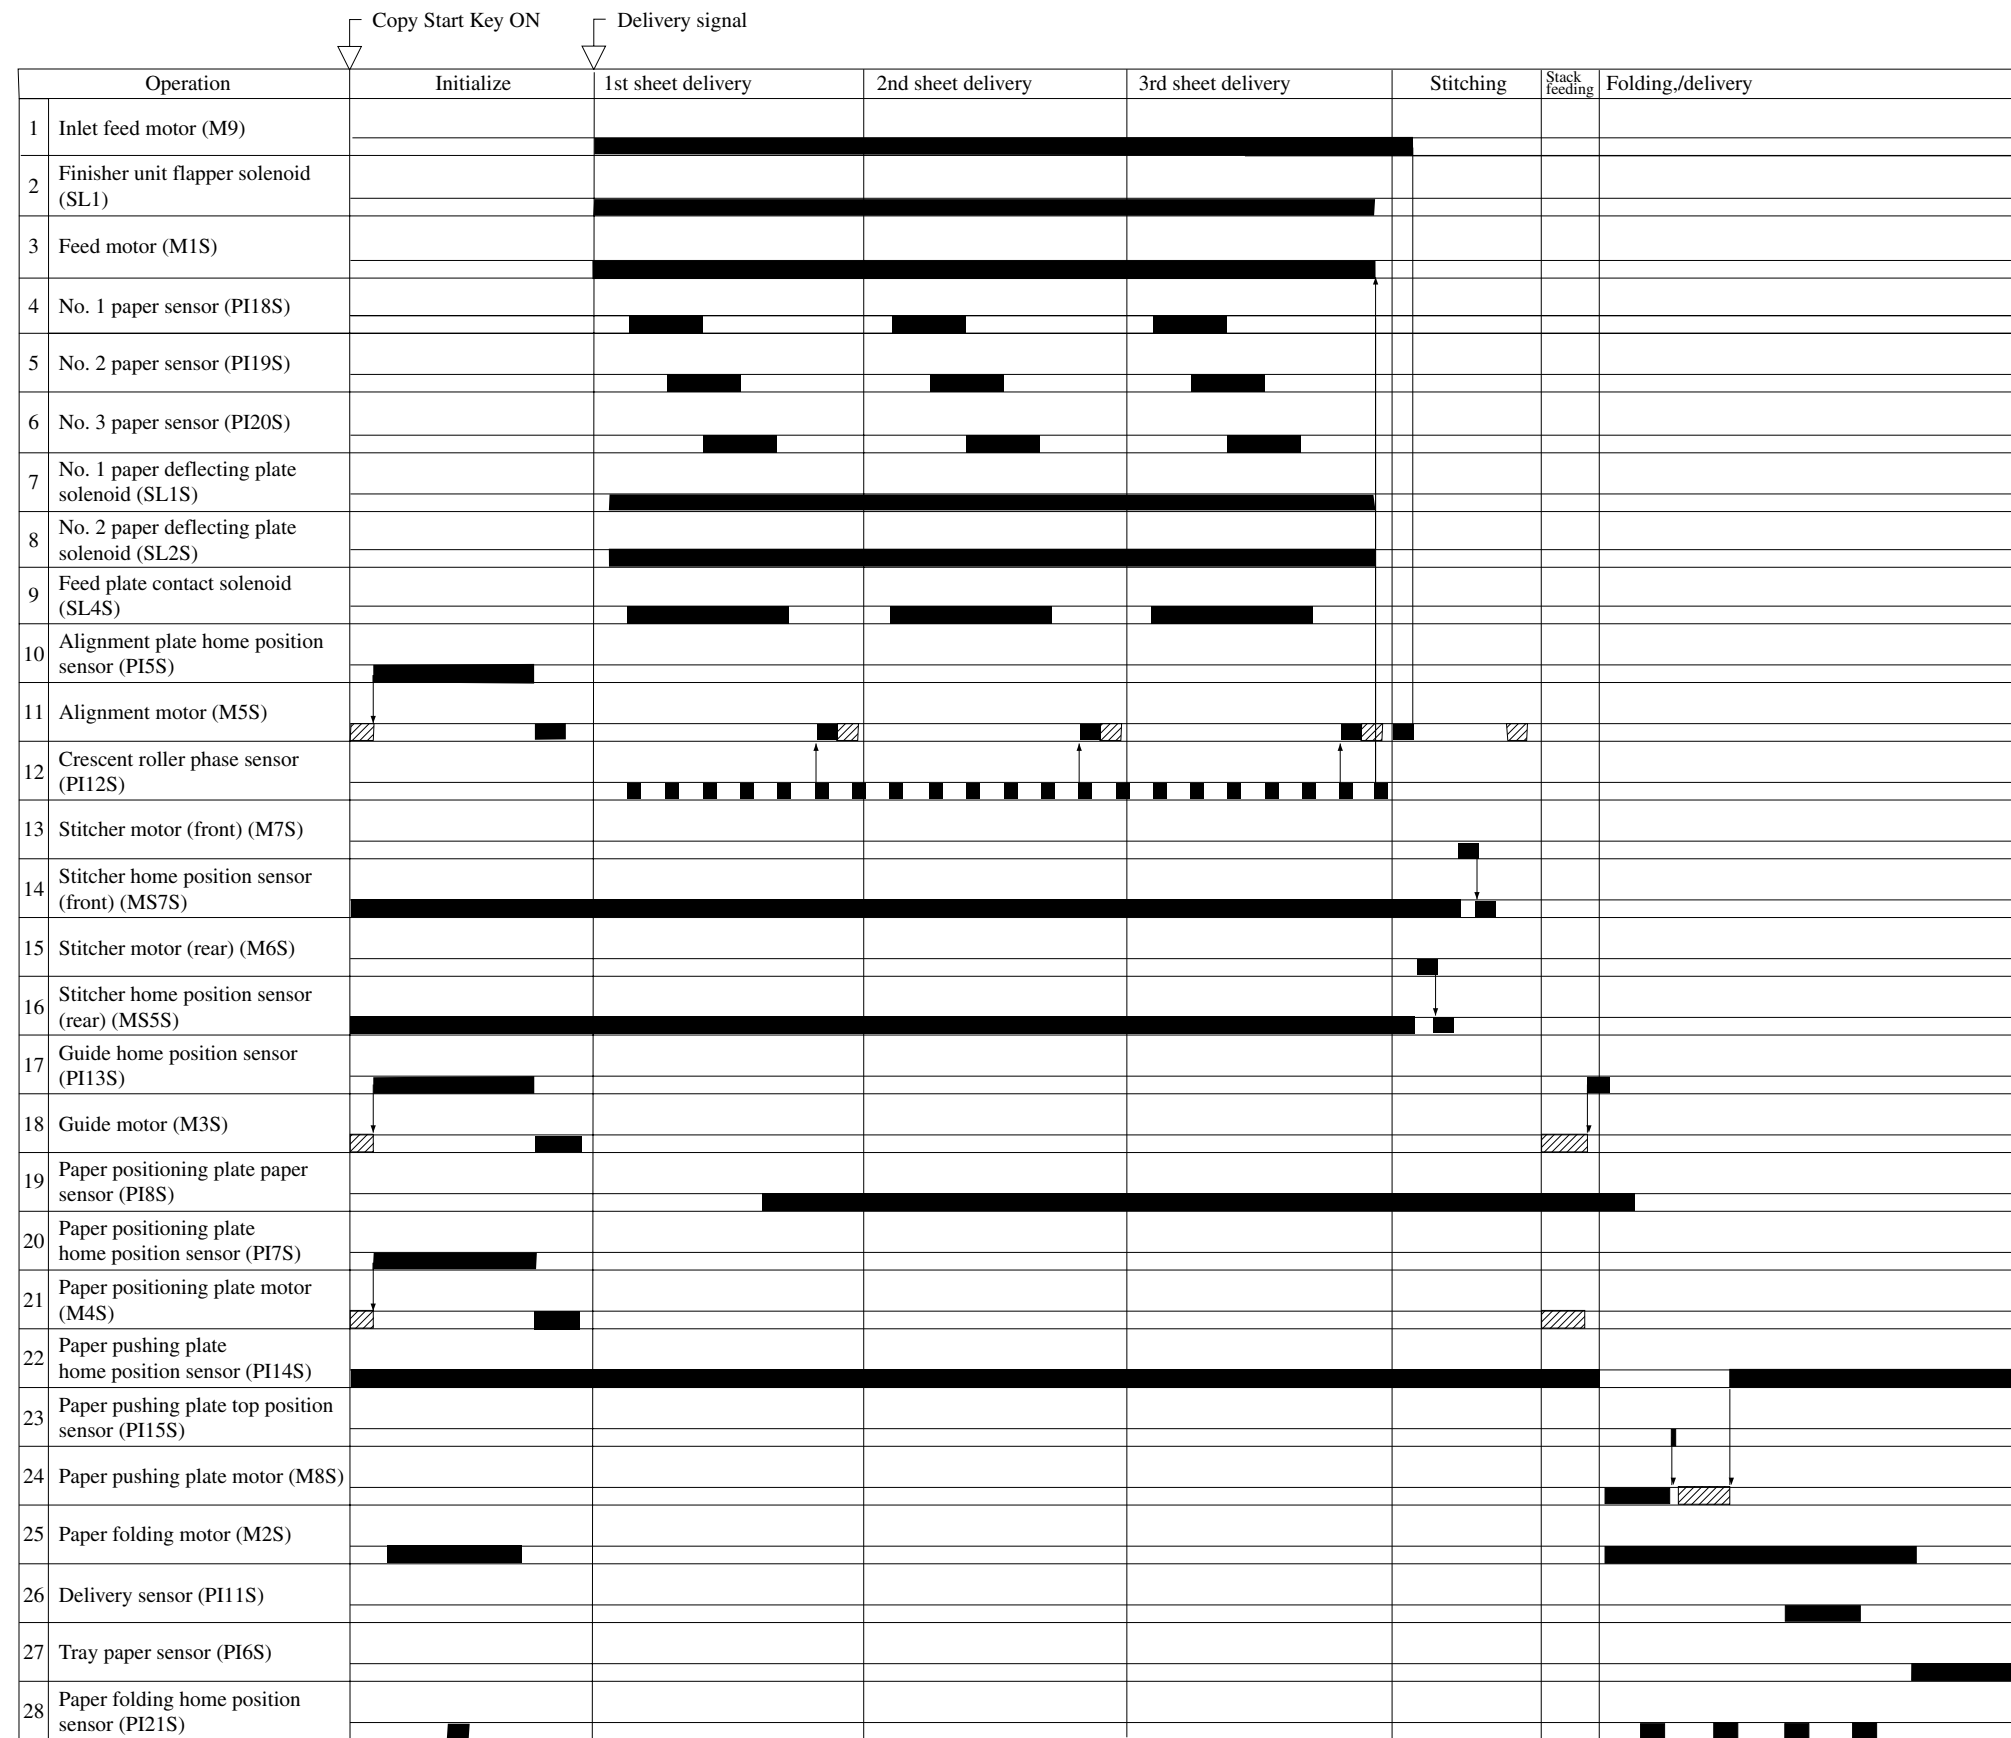 Copy Start Key ON
Delivery signal
Operation
Initialize
1st sheet delivery
2nd sheet delivery
3rd sheet delivery
Stitching
Stack
feeding
Folding,/delivery
1 Inlet feed motor (M9)
2 Finisher unit flapper solenoid
(SL1)
3 Feed motor (M1S)
4 No. 1 paper sensor (PI18S)
5 No. 2 paper sensor (PI19S)
6 No. 3 paper sensor (PI20S)
7 No. 1 paper deflecting plate
solenoid (SL1S)
8 No. 2 paper deflecting plate
solenoid (SL2S)
9 Feed plate contact solenoid
(SL4S)
10 Alignment plate home position
sensor (PI5S)
11 Alignment motor (M5S)
12 Crescent roller phase sensor
(PI12S)
13 Stitcher motor (front) (M7S)
14 Stitcher home position sensor
(front) (MS7S)
15 Stitcher motor (rear) (M6S)
16 Stitcher home position sensor
(rear) (MS5S)
17 Guide home position sensor
(PI13S)
18 Guide motor (M3S)
19 Paper positioning plate paper
sensor (PI8S)
20 Paper positioning plate
home position sensor (PI7S)
21 Paper positioning plate motor
(M4S)
22 Paper pushing plate
home position sensor (PI14S)
23 Paper pushing plate top position
sensor (PI15S)
24 Paper pushing plate motor (M8S)
25 Paper folding motor (M2S)
26 Delivery sensor (PI11S)
27 Tray paper sensor (PI6S)
28 Paper folding home position
sensor (PI21S)